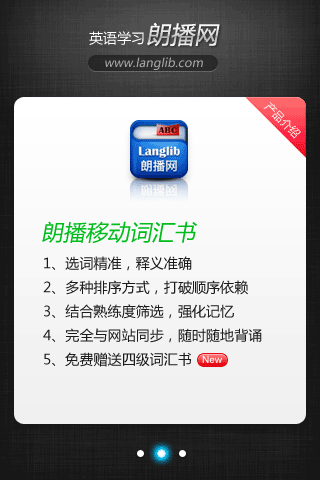 英语学习 朗播网
www.langlib.com
产品介绍
ABC
Langlib
朗播网
朗播移动词汇书
1、选词精准，释义准确
2、多种排序方式，打破顺序依赖
3、结合熟练度筛选，强化记忆
4、完全与网站同步，随时随地背诵
5、免费赠送四级词汇书 New